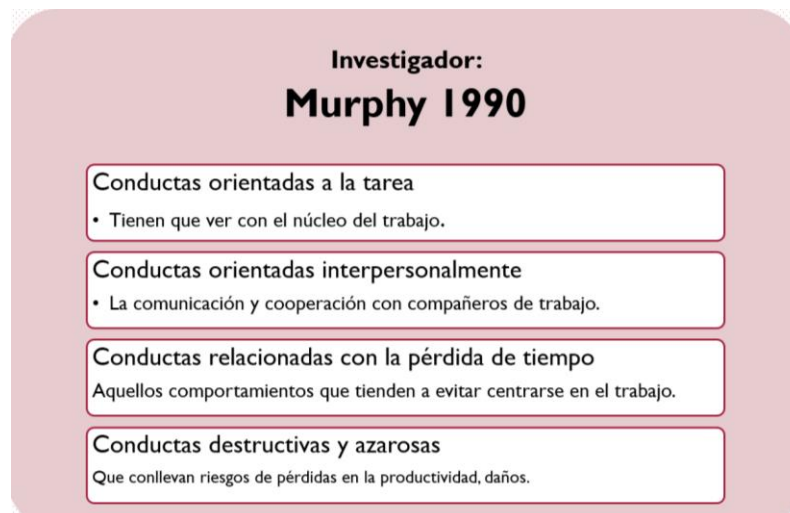 Investigador:
Murphy 1990
Conductas orientadas a la tarea
• Tienen que ver con el núcleo del trabajo.
Conductas orientadas interpersonalmente
• La comunicación y cooperación con compañeros de trabajo.
Conductas relacionadas con la pérdida de tiempo
Aquellos comportamientos que tienden a evitar centrarse en el trabajo.
Conductas destructivas y azarosas
Que conllevan riesgos de pérdidas en la productividad, daños.